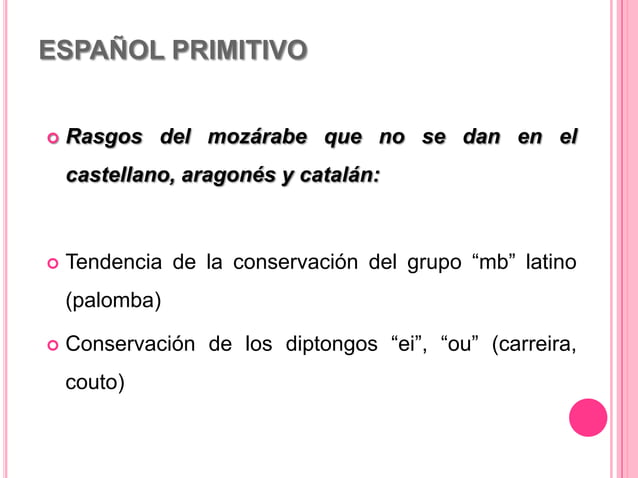 ESPAÑOL PRIMITIVO
Rasgos del mozárabe que no se dan en el
castellano, aragonés y catalán:
Tendencia de la conservación del grupo “mb” latino
(palomba)
Conservación de los diptongos “ei”, “ou” (carreira,
couto)